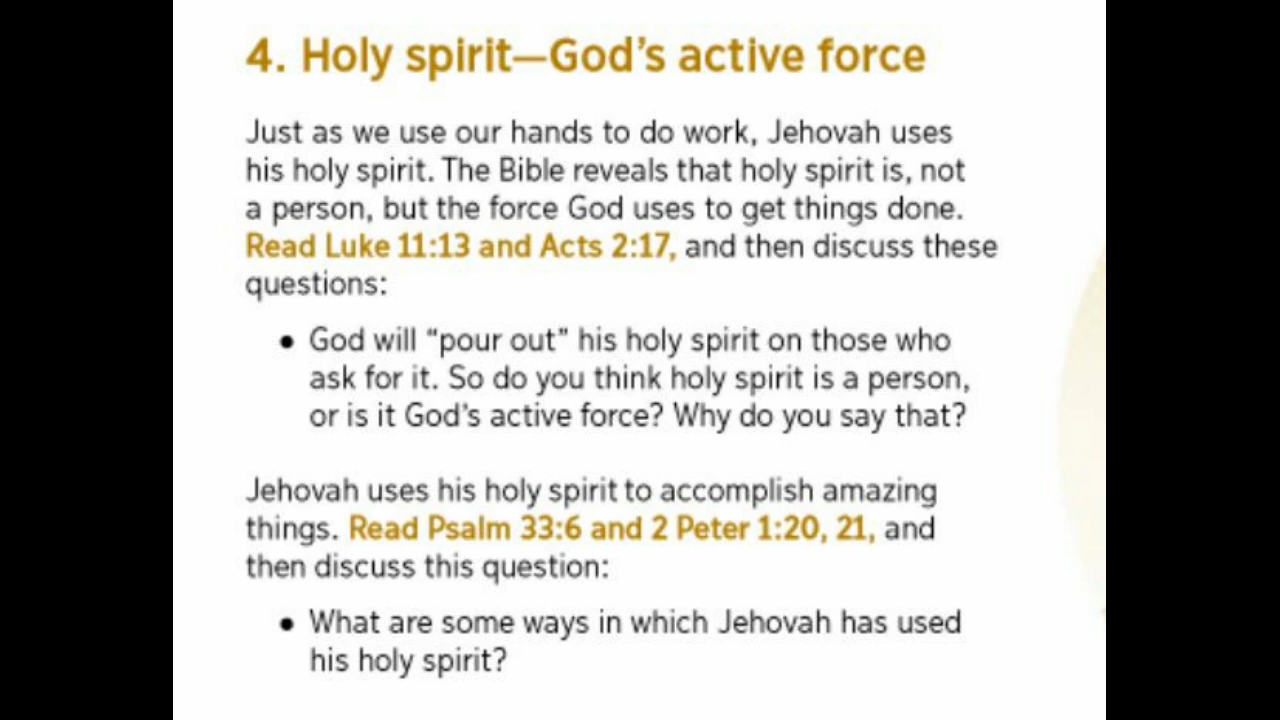 4. Holy spirit—God's active force
Just as we use our hands to do work, Jehovah uses
his holy spirit. The Bible reveals that holy spirit is, not
a person, but the force God uses to get things done.
Read Luke 11:13 and Acts 2:17, and then discuss these
questions:
• God will “pour out” his holy spirit on those who
ask for it. So do you think holy spirit is a person,
or is it God's active force? Why do you say that?
Jehovah uses his holy spirit to accomplish amazing
things. Read Psalm 33:6 and 2 Peter 1:20, 21, and
then discuss this question:
• What are some ways in which Jehovah has used
his holy spirit?